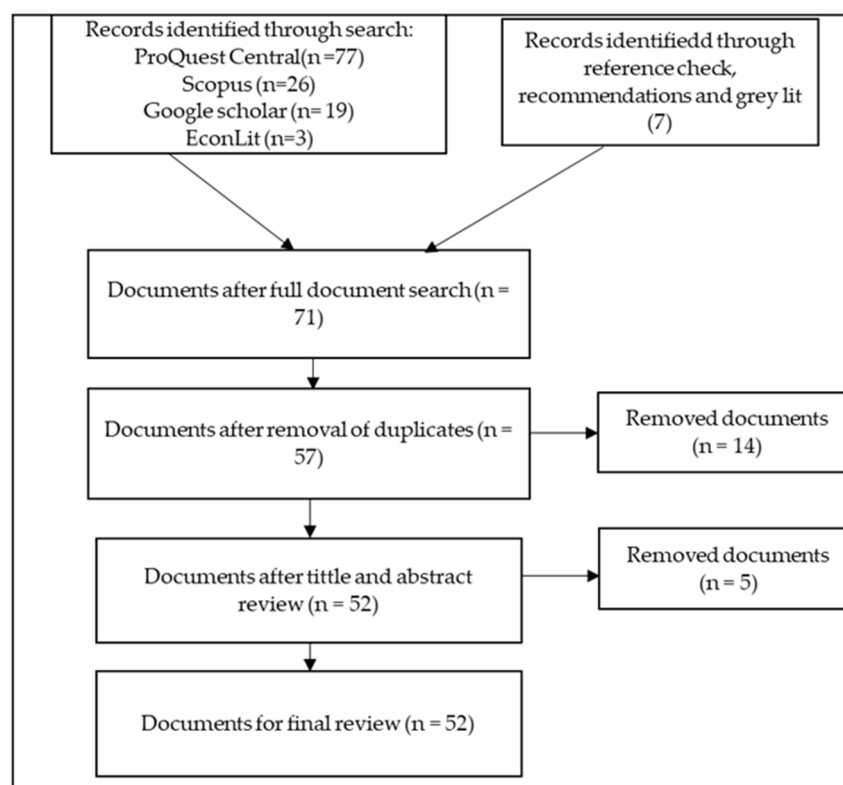 Records identified through search:
ProQuest Central(n =77)
Scopus (n=26)
Google scholar (n= 19)
EconLit (n=3)
Records identifiedd through
reference check,
recommendations and grey lit
(7)
Documents after full document search (n =
71)
Documents after removal of duplicates (n =
57)
Removed documents
(n = 14)
Documents after tittle and abstract
review (n = 52)
Removed documents
(n = 5)
Documents for final review (n = 52)